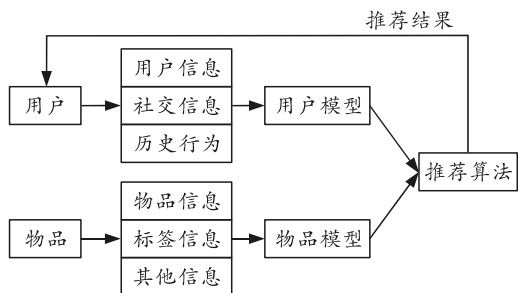 推荐结果
用户信息
用户
社交信息
用户模型
历史行为
推荐算法
物品信息
物品
标签信息
物品模型
其他信息